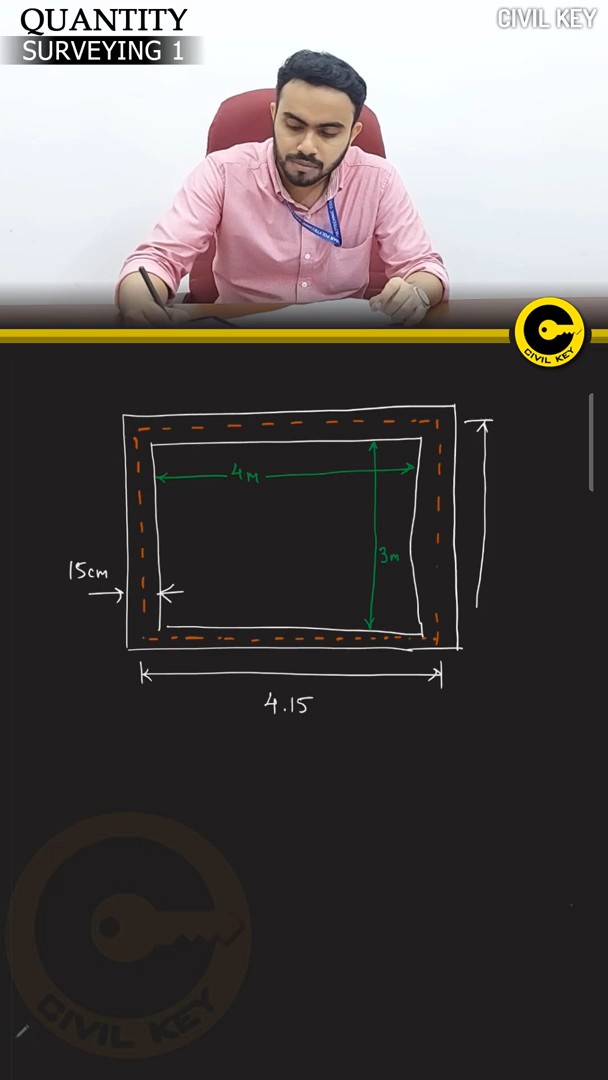 QUANTITY
SURVEYING 1
CIVIL KEY
CIVIL KEY
4M
3m
15cm
4.15
CIVIL KEY